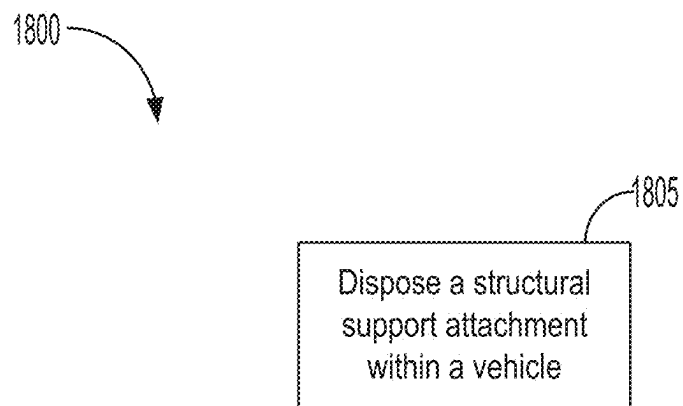 1800
1805
Dispose a structural
support attachment
within a vehicle